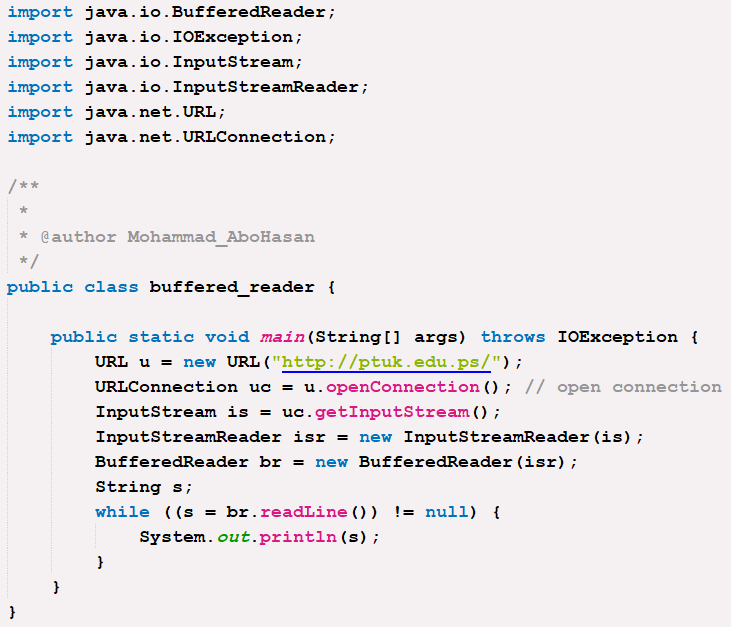 import java.io.BufferedReader;
import java.io.IOException;
import java.io.InputStream;
import java.io.InputStreamReader;
import java.net.URL;
import java.net.URLConnection;

/**
 *
 * @author Mohammad_AboHasan
 */
public class buffered_reader {

    public static void main(String[] args) throws IOException {
        URL u = new URL("http://ptuk.edu.ps/");
        URLConnection uc = u.openConnection(); // open connection
        InputStream is = uc.getInputStream();
        InputStreamReader isr = new InputStreamReader(is);
        BufferedReader br = new BufferedReader(isr);
        String s;
        while ((s = br.readLine()) != null) {
            System.out.println(s);
        }
    }
}